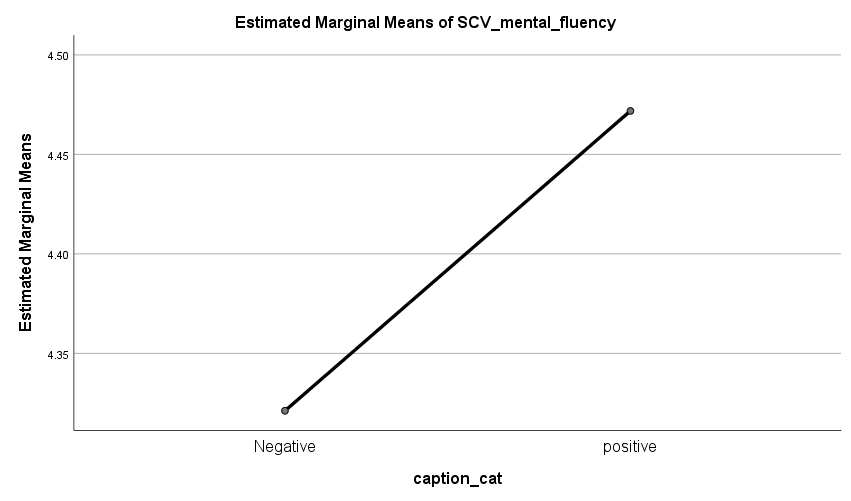 Estimated Marginal Means of SCV_mental_fluency
Estimated Marginal Means
4.50
4.45
4.40
4.35
Negative
positive
caption_cat